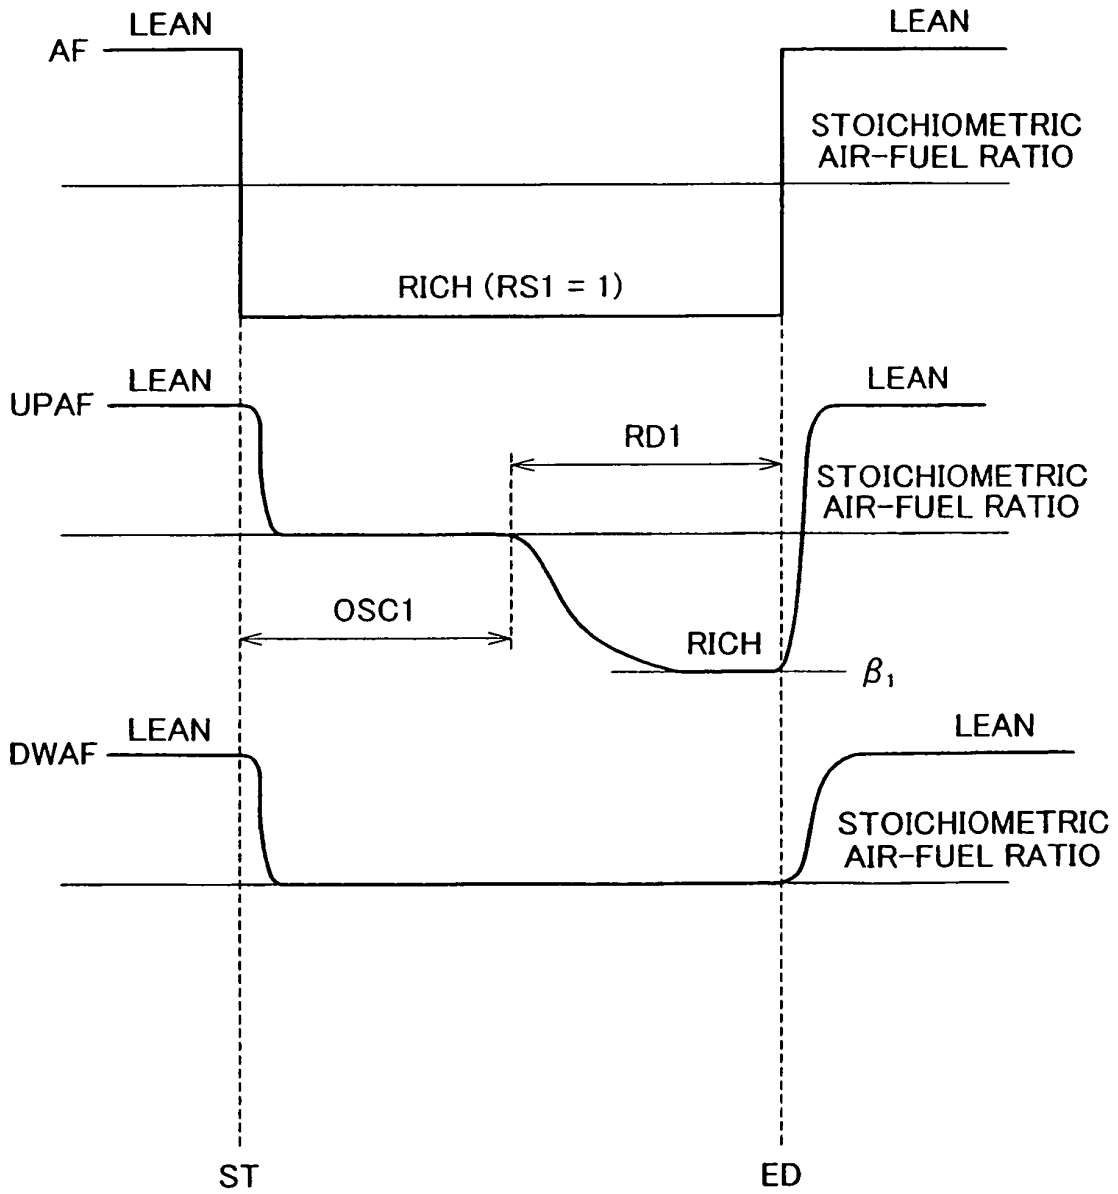 LEAN
LEAN
AF
STOICHIOMETRIC
AIR-FUEL RATIO
RICH (RS1 = 1)
LEAN
LEAN
UPAF
RD1
STOICHIOMETRIC
AIR-FUEL RATIO
OSC1
RICH
β₁
LEAN
LEAN
DWAF
STOICHIOMETRIC
AIR-FUEL RATIO
ST
ED